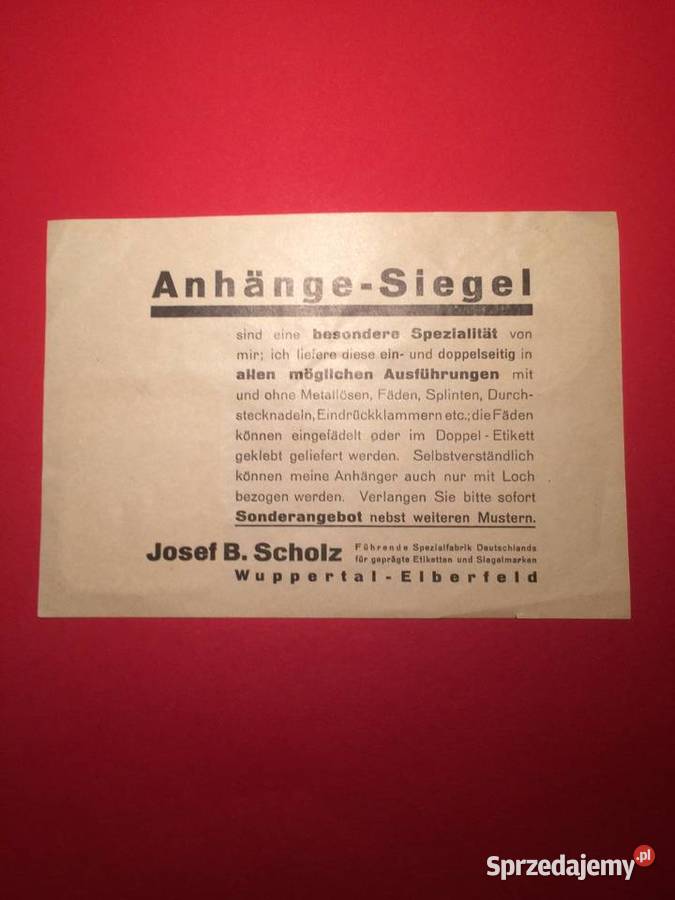 Anhänge-Siegel
sind eine besondere Spezialität von
mir; ich liefere diese ein- und doppelseitig in
allen möglichen Ausführungen mit
und ohne Metallösen, Fäden, Splinten, Durch-
stecknadeln, Eindrückklammern etc.; die Fäden
können eingefädelt oder im Doppel-Etikett
geklebt geliefert werden. Selbstverständlich
können meine Anhänger auch nur mit Loch
bezogen werden. Verlangen Sie bitte sofort
Sonderangebot nebst weiteren Mustern.
Josef B. Scholz
Führende Spezialfabrik Deutschlands
für geprägte Etiketten und Siegelmarken
Wuppertal-Elberfeld
Sprzedajemy.pl